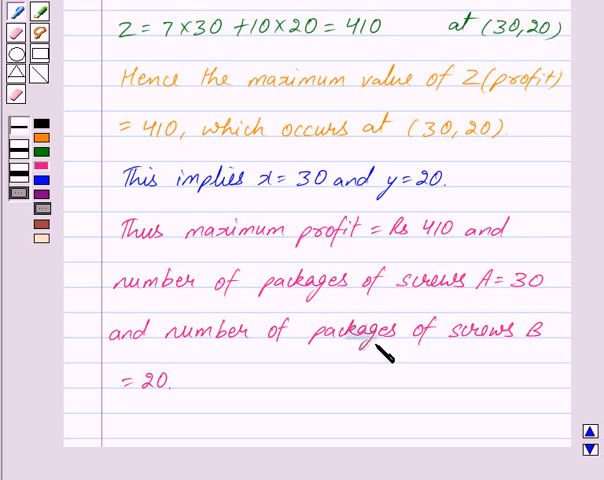 Z = 7 × 30 + 10 × 20 = 410 at (30,20)
Hence the maximum value of Z (profit)
= 410, which occurs at (30,20).
This implies x = 30 and y = 20.
Thus maximum profit = Rs 410 and
number of packages of screws A = 30
and number of packages of screws B
= 20.